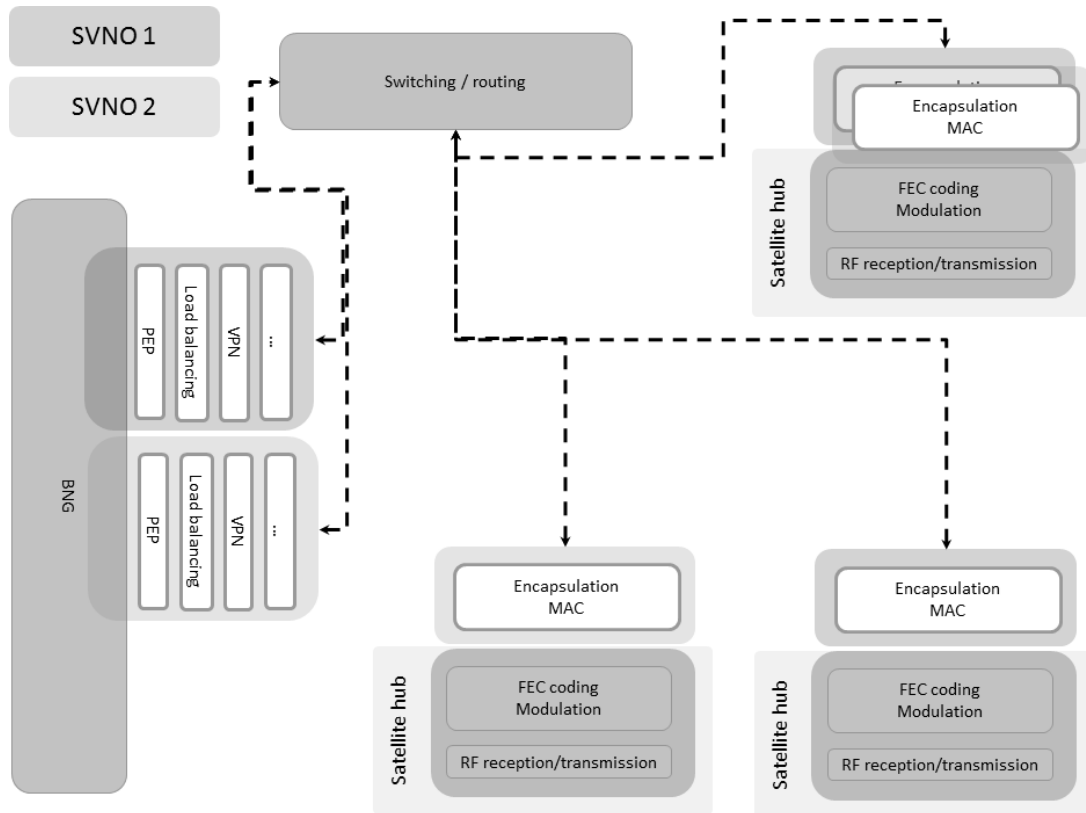 SVNO 1
SVNO 2
Switching / routing
Encapsulation
Encapsulation
MAC
FEC coding
Modulation
RF reception/transmission
Satellite hub
PEP
Load balancing
VPN
...
BNG
PEP
Load balancing
VPN
...
Encapsulation
MAC
FEC coding
Modulation
RF reception/transmission
Satellite hub
Encapsulation
MAC
FEC coding
Modulation
RF reception/transmission
Satellite hub